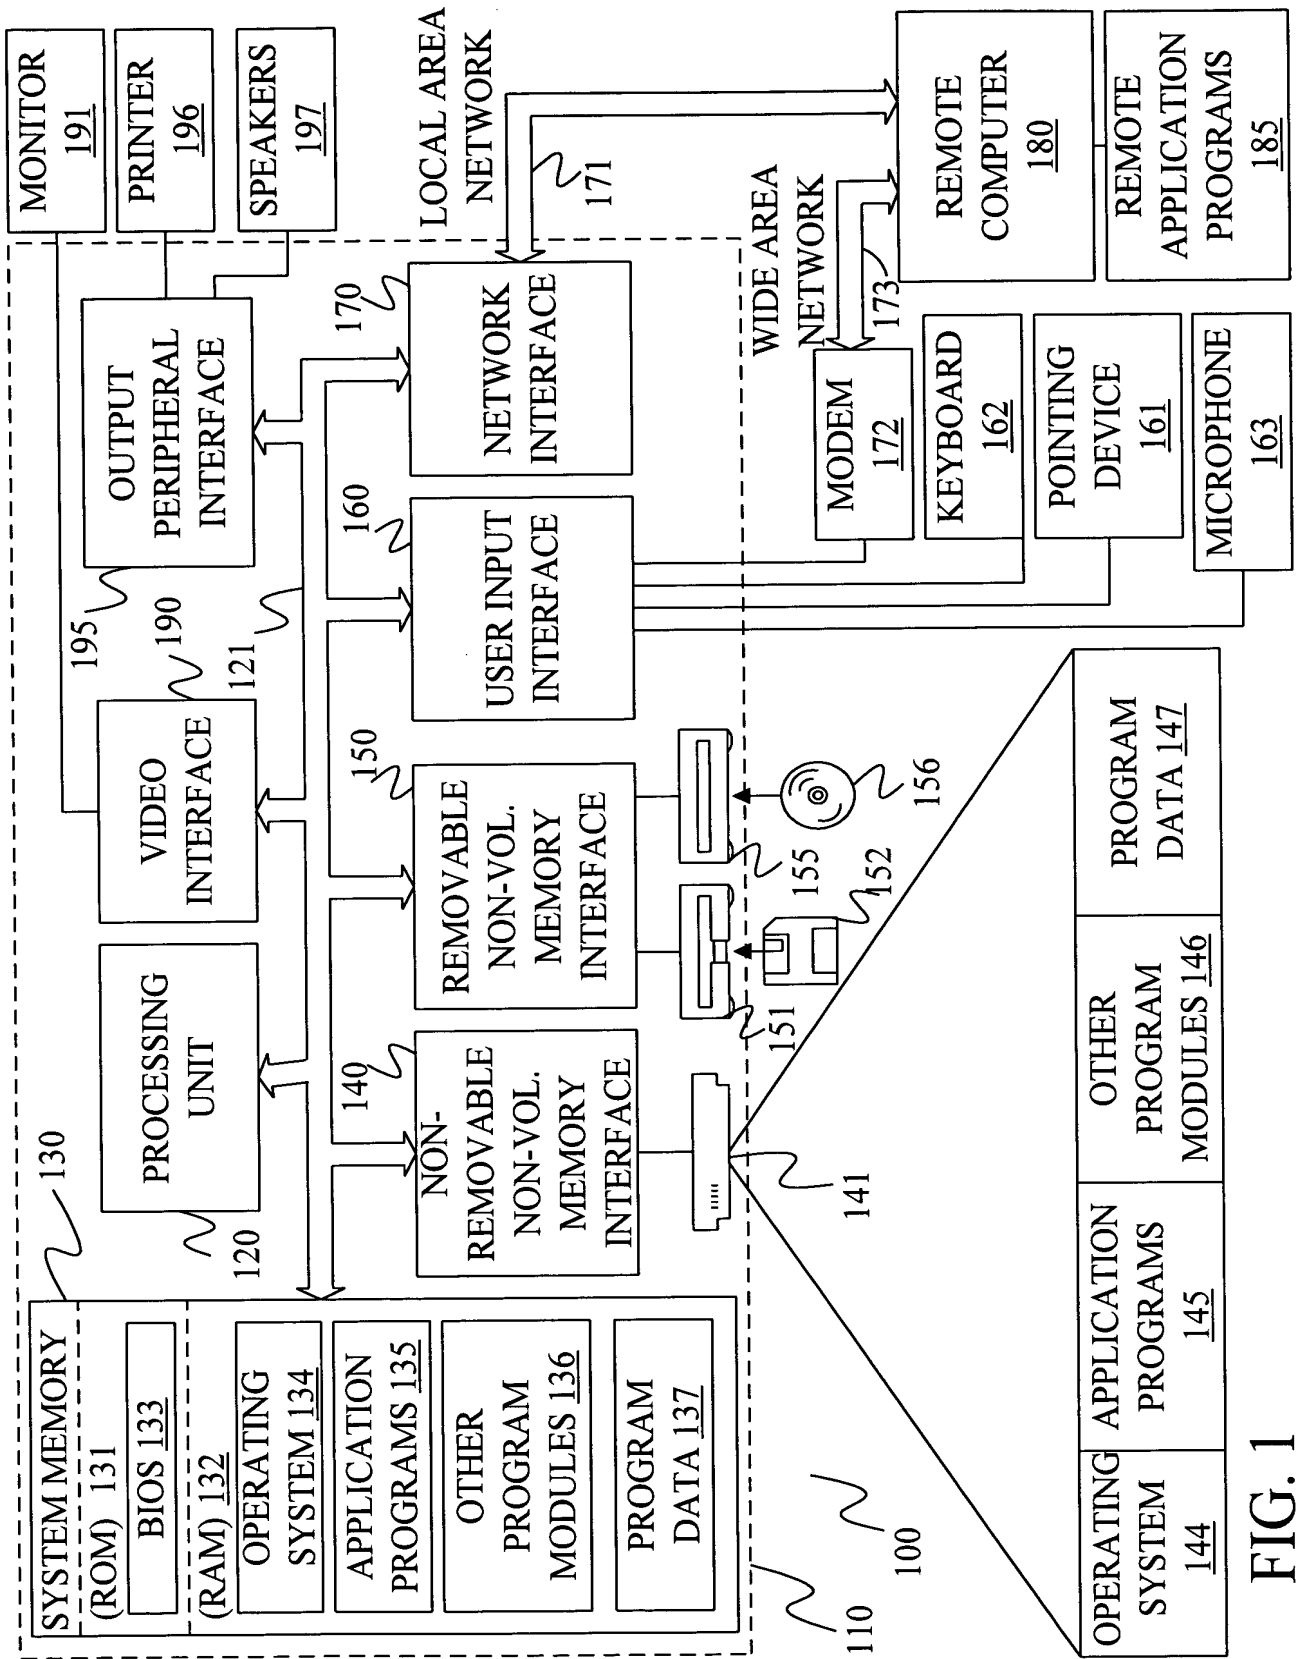 SYSTEM MEMORY
(ROM) 131
BIOS 133
(RAM) 132
OPERATING
SYSTEM 134
APPLICATION
PROGRAMS 135
OTHER
PROGRAM
MODULES 136
PROGRAM
DATA 137
130
PROCESSING
UNIT
120
VIDEO
INTERFACE
190
121
OUTPUT
PERIPHERAL
INTERFACE
195
MONITOR
191
PRINTER
196
SPEAKERS
197
NON-
REMOVABLE
NON-VOL.
MEMORY
INTERFACE
140
REMOVABLE
NON-VOL.
MEMORY
INTERFACE
150
USER INPUT
INTERFACE
160
NETWORK
INTERFACE
170
LOCAL AREA
NETWORK
171
141
151
152
155
156
WIDE AREA
NETWORK
173
MODEM
172
KEYBOARD
162
POINTING
DEVICE
161
MICROPHONE
163
REMOTE
COMPUTER
180
REMOTE
APPLICATION
PROGRAMS
185
110
100
OPERATING
SYSTEM
144
APPLICATION
PROGRAMS
145
OTHER
PROGRAM
MODULES 146
PROGRAM
DATA 147
FIG. 1